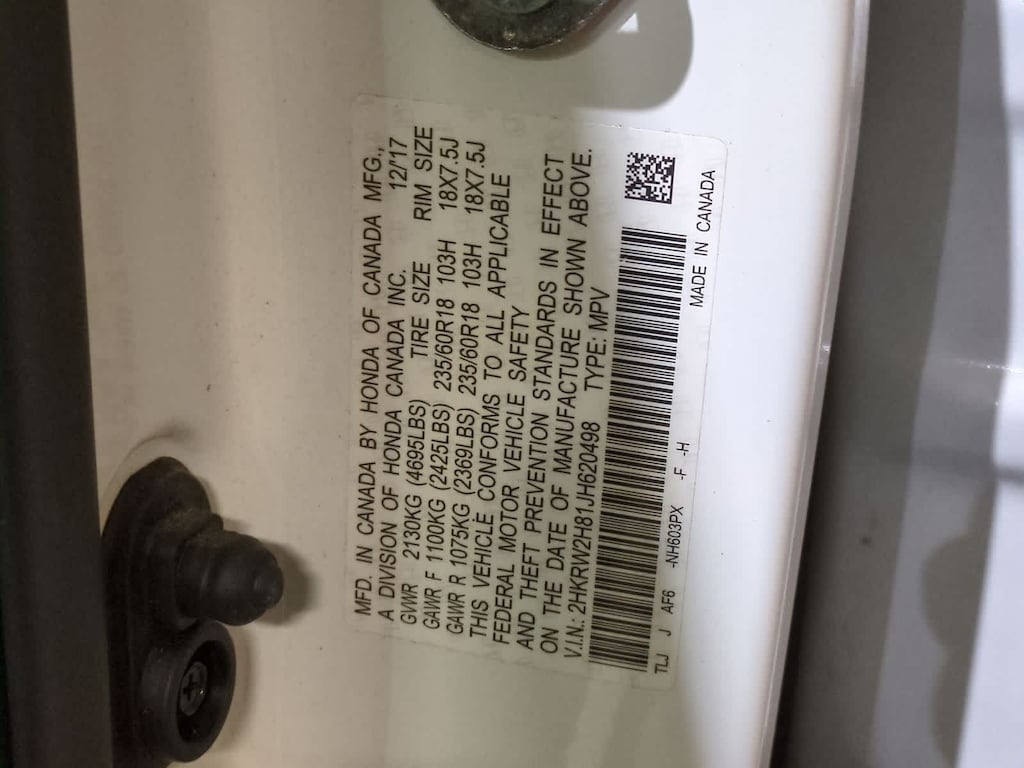 MFD. IN CANADA BY HONDA OF CANADA MFG.,
A DIVISION OF HONDA CANADA INC. 12/17
GVWR 2130KG (4695LBS) TIRE SIZE RIM SIZE
GAWR F 1100KG (2425LBS) 235/60R18 103H 18X7.5J
GAWR R 1075KG (2369LBS) 235/60R18 103H 18X7.5J
THIS VEHICLE CONFORMS TO ALL APPLICABLE
FEDERAL MOTOR VEHICLE SAFETY
AND THEFT PREVENTION STANDARDS IN EFFECT
ON THE DATE OF MANUFACTURE SHOWN ABOVE.
V.I.N.: 2HKRW2H81JH620498 TYPE: MPV
TLJ J AF6 -NH603PX -F -H
MADE IN CANADA